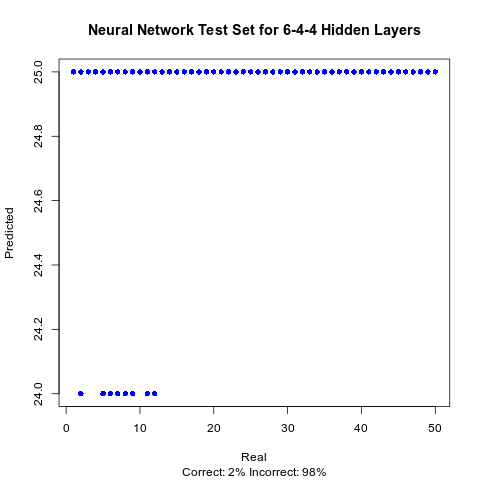 Neural Network Test Set for 6-4-4 Hidden Layers
25.0
24.8
24.6
24.4
24.2
24.0
Predicted
0 10 20 30 40 50
Real
Correct: 2% Incorrect: 98%